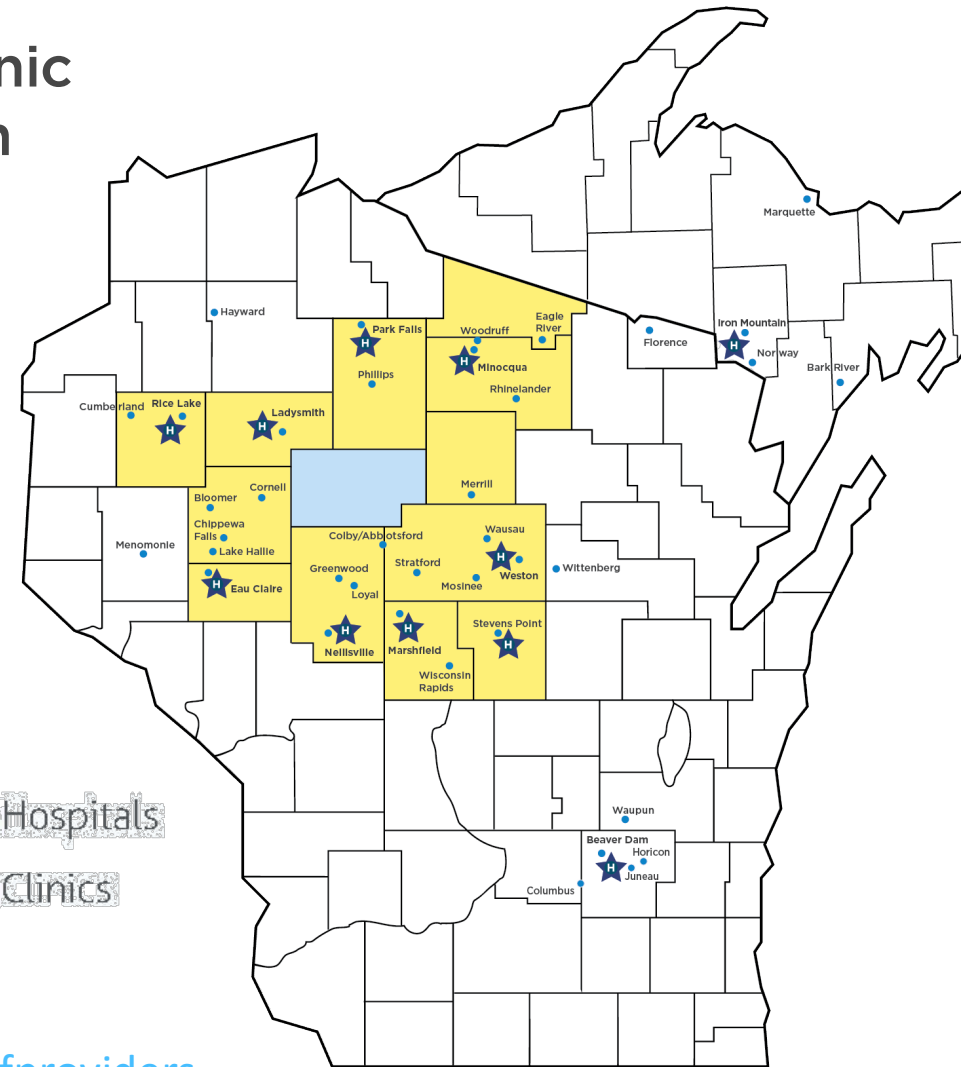 nic
n
Marquette
Hayward
Iron Mountain
Eagle
River
Park Falls
Woodruff
Florence
Norway
Minocqua
Bark River
Phillips
Rhinelander
Cumberland
Rice Lake
Ladysmith
Merrill
Cornell
Bloomer
Chippewa
Falls
Lake Hallie
Menomonie
Colby/Abbotsford
Wausau
Stratford
Greenwood
Loyal
Mosinee
Weston
Wittenberg
Eau Claire
Stevens Point
Neillsville
Marshfield
Wisconsin
Rapids
H
H
H
H
H
H
H
H
H
H
H
Hospitals
Waupun
Beaver Dam
Horicon
Juneau
Clinics
Columbus
fproviders